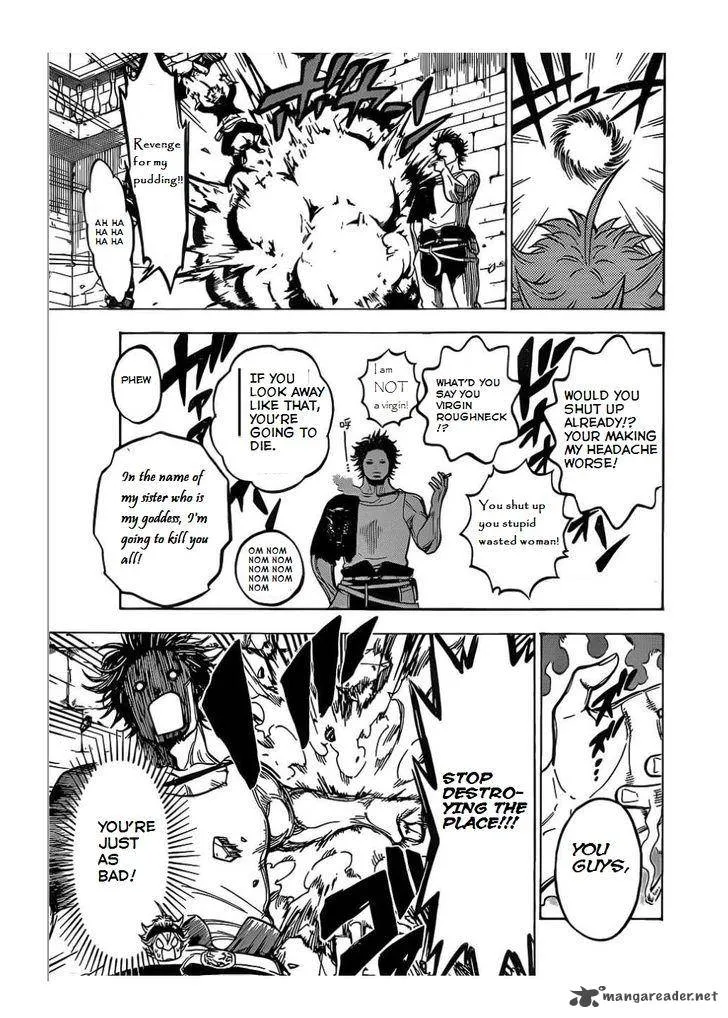 Revenge
for my
pudding!!
AH HA
HA HA
HA HA
WOULD YOU
SHUT UP
ALREADY!?
YOUR MAKING
MY HEADACHE
WORSE!
WHAT'D YOU
SAY YOU
VIRGIN
ROUGHNECK
!?
I am
NOT
a virgin!
You shut up
you stupid
wasted woman!
IF YOU
LOOK AWAY
LIKE THAT,
YOU'RE
GOING TO
DIE.
呼
PHEW
In the name of
my sister who is
my goddess, I'm
going to kill you
all!
OM NOM
NOM NOM
NOM NOM
NOM NOM
NOM
YOU
GUYS,
STOP
DESTRO-
YING THE
PLACE!!!
YOU'RE
JUST
AS
BAD!
mangareader.net